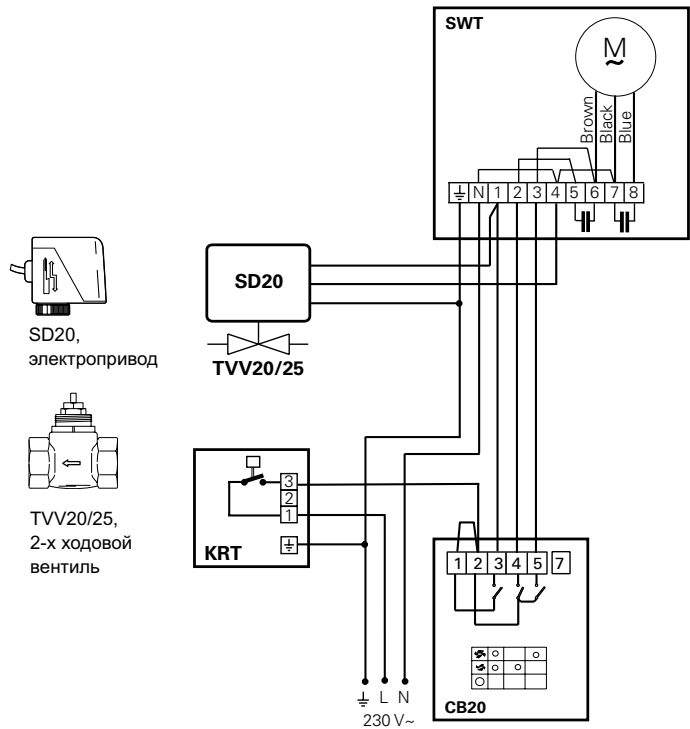 SWT
M
~
Brown
Black
Blue
N 1 2 3 4 5 6 7 8
SD20
TVV20/25
SD20,
электропривод
TVV20/25,
2-х ходовой
вентиль
3
2
1
KRT
1 2 3 4 5 7
CB20
L N
230 V~